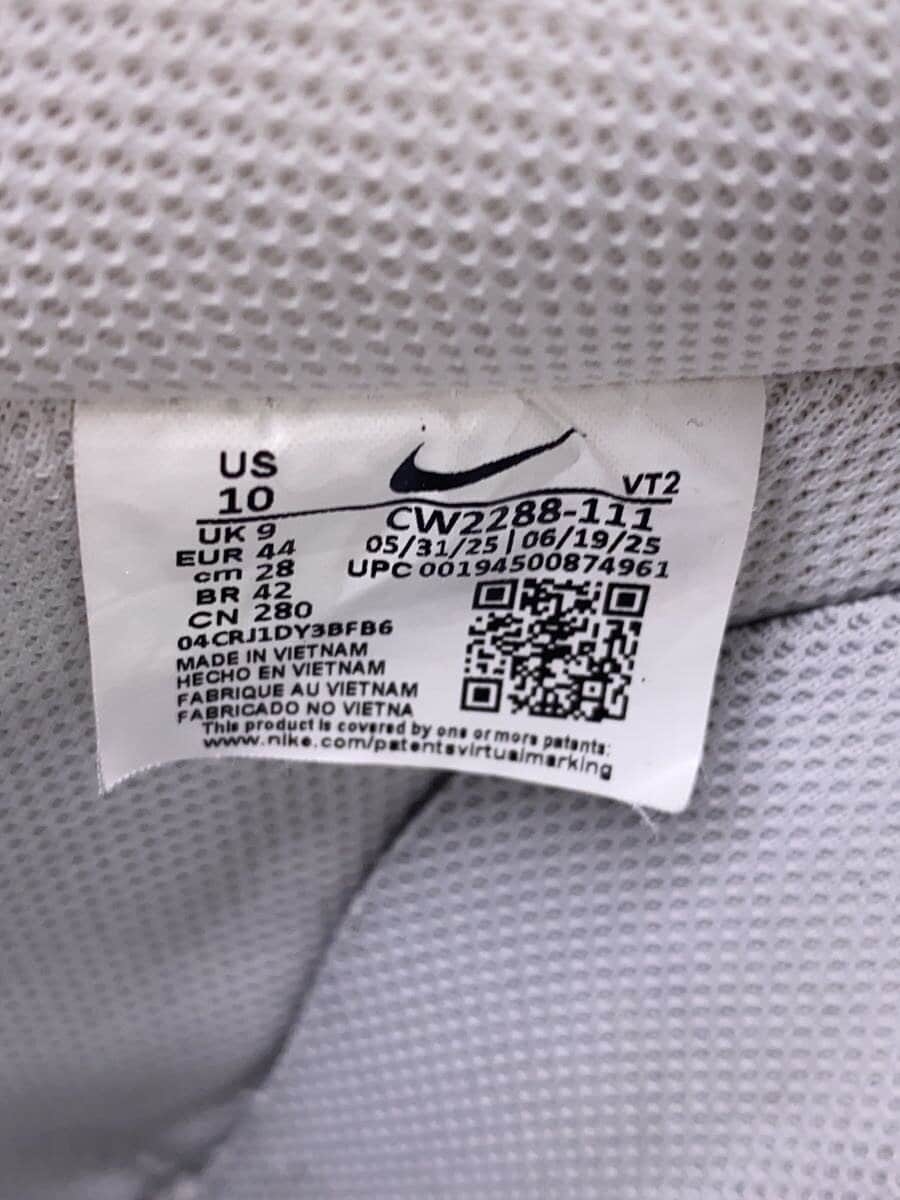 US
10
UK 9
EUR 44
cm 28
BR 42
CN 280
04CRJ1DY3BFB6
MADE IN VIETNAM
HECHO EN VIETNAM
FABRIQUE AU VIETNAM
FABRICADO NO VIETNA
VT2
CW2288-111
05/31/25 | 06/19/25
UPC 00194500874961
This product is covered by one or more patents:
www.nike.com/patentsvirtualmarking